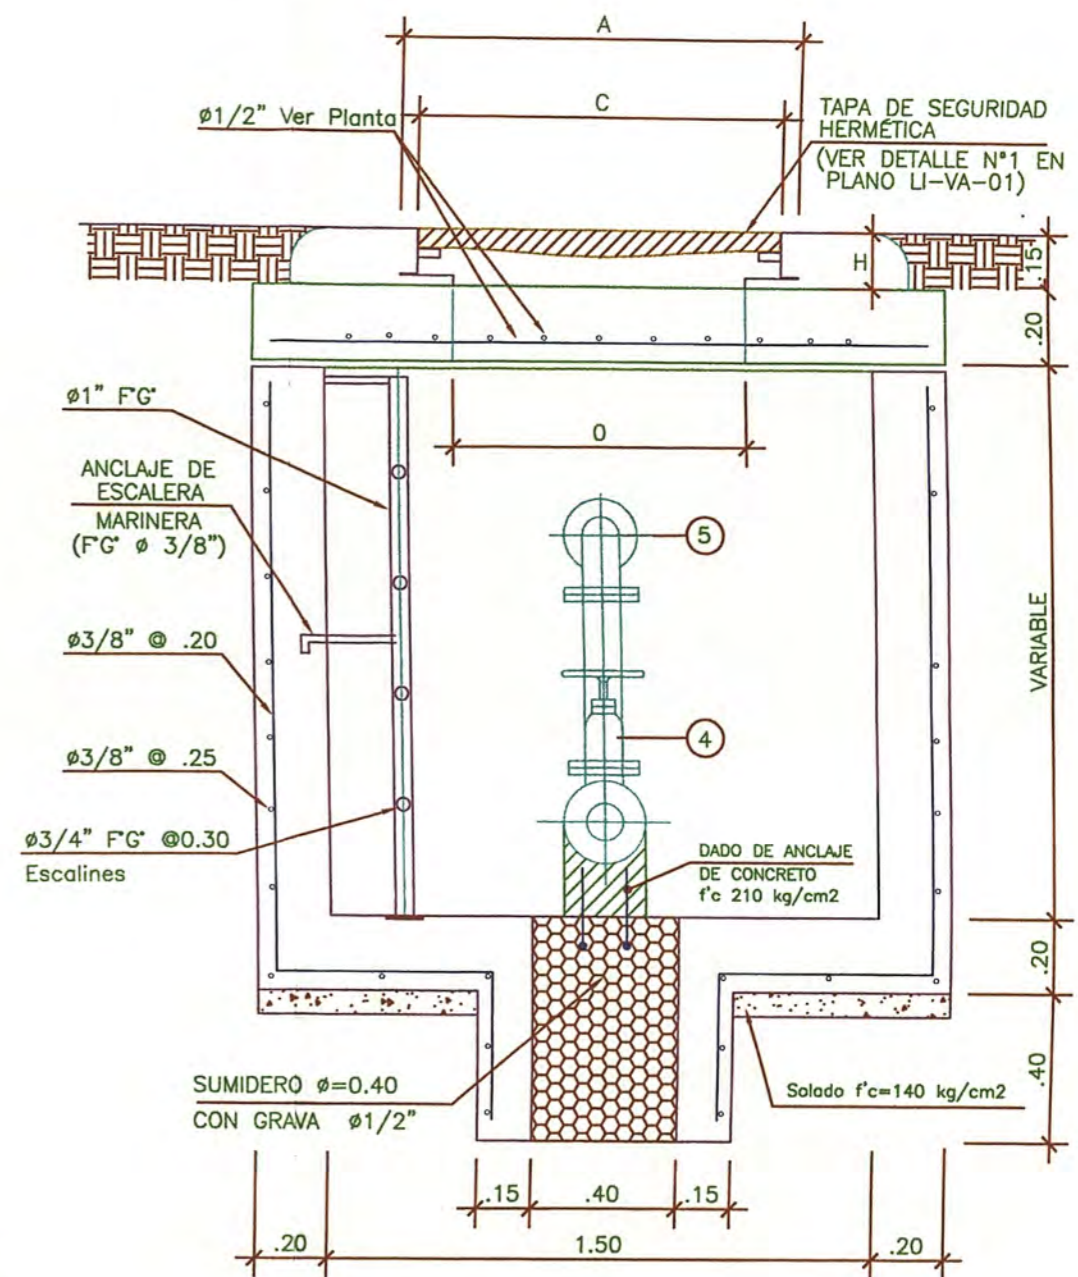 A
C
ø1/2" Ver Planta
TAPA DE SEGURIDAD
HERMÉTICA
(VER DETALLE N°1 EN
PLANO LI-VA-01)
H
.15
.20
ø1" F°G°
O
ANCLAJE DE
ESCALERA
MARINERA
(F°G° ø 3/8")
5
ø3/8" @ .20
VARIABLE
4
ø3/8" @ .25
ø3/4" F°G° @0.30
Escalines
DADO DE ANCLAJE
DE CONCRETO
f'c 210 kg/cm2
.20
SUMIDERO ø=0.40
CON GRAVA ø1/2"
Solado f'c=140 kg/cm2
.40
.15 .40 .15
.20 1.50 .20